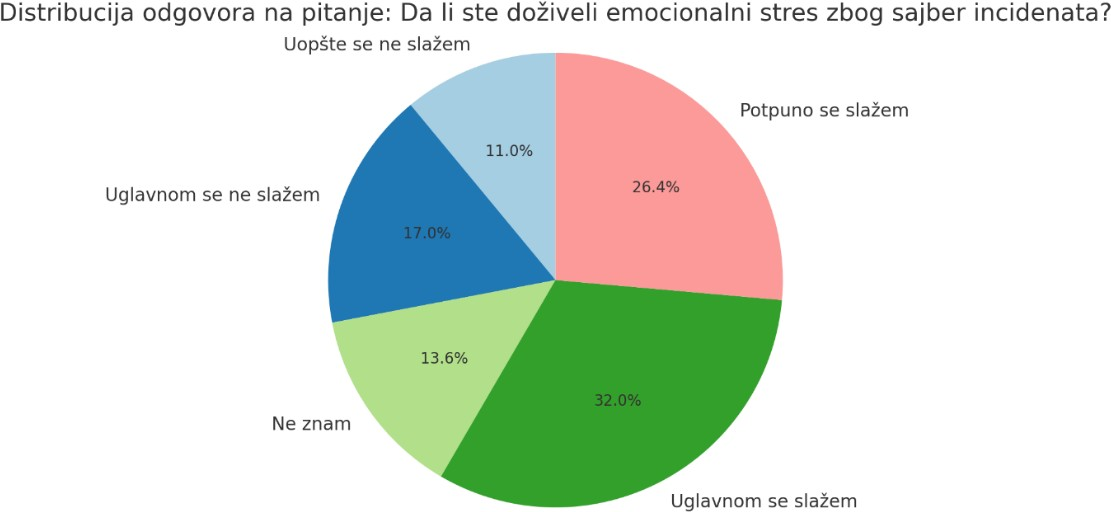 Distribucija odgovora na pitanje: Da li ste doživeli emocionalni stres zbog sajber incidenata?
Uopšte se ne slažem
Potpuno se slažem
11.0%
26.4%
Uglavnom se ne slažem
17.0%
13.6%
32.0%
Ne znam
Uglavnom se slažem